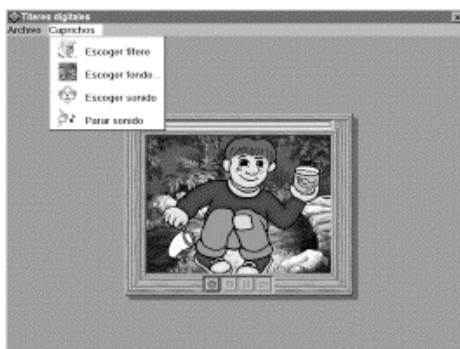 Títeres digitales
Archivo Caprichos
Escoger títere
Escoger fondo...
Escoger sonido
Parar sonido